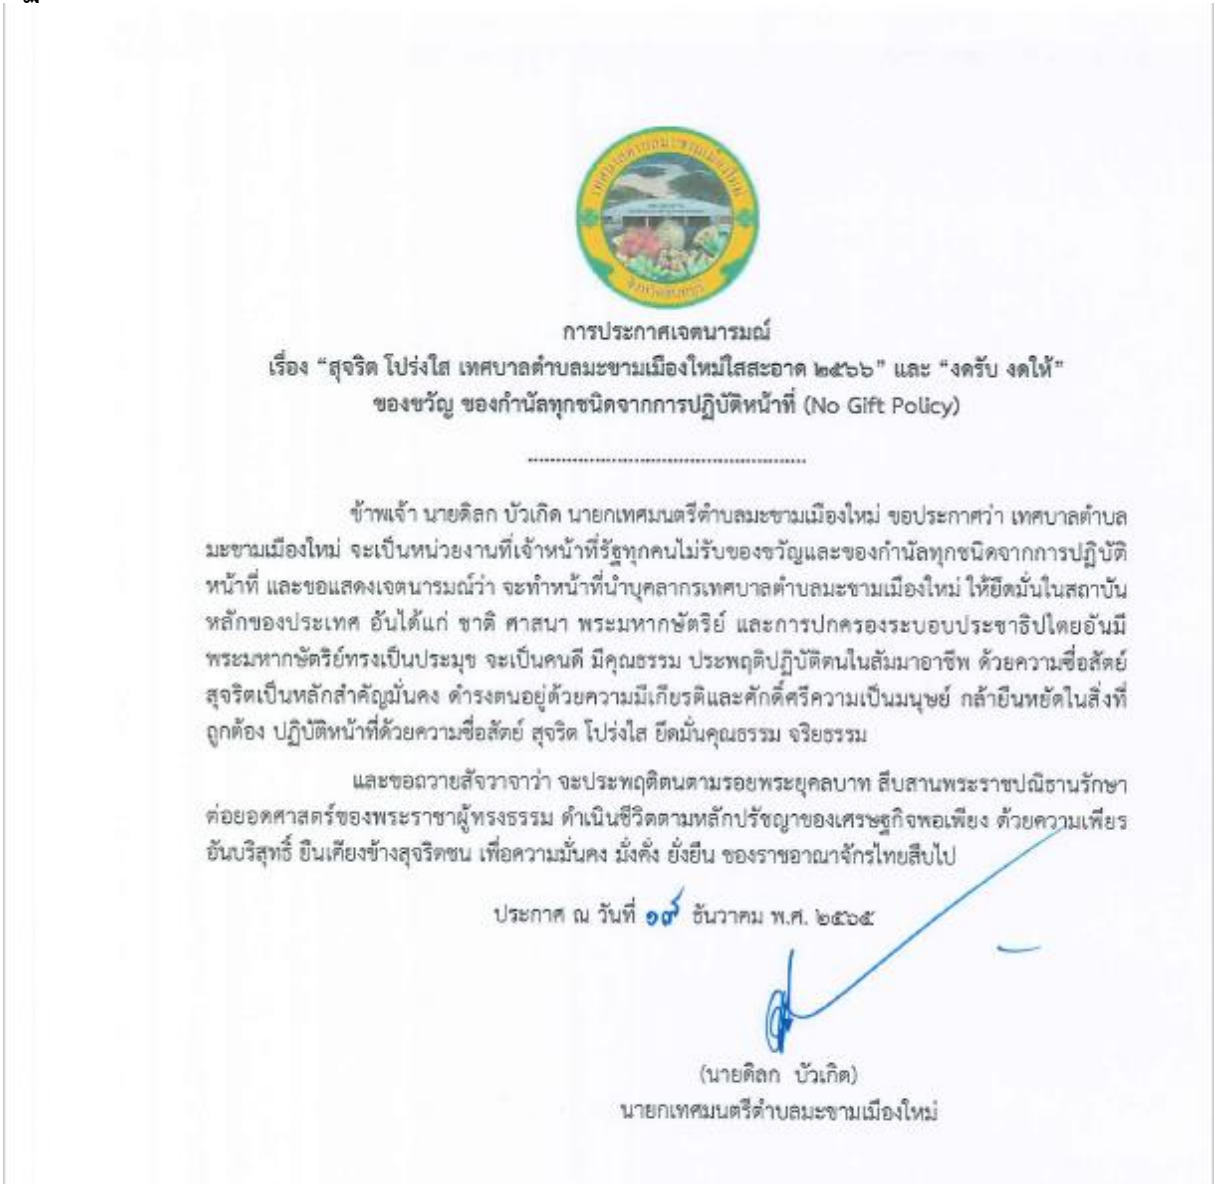 เทศบาลตำบลมะขามเมืองใหม่
จังหวัดจันทบุรี
การประกาศเจตนารมณ์
เรื่อง “สุจริต โปร่งใส เทศบาลตำบลมะขามเมืองใหม่ใสสะอาด ๒๕๖๖” และ “งดรับ งดให้”
ของขวัญ ของกำนัลทุกชนิดจากการปฏิบัติหน้าที่ (No Gift Policy)
ข้าพเจ้า นายดิลก บัวเกิด นายกเทศมนตรีตำบลมะขามเมืองใหม่ ขอประกาศว่า เทศบาลตำบล
มะขามเมืองใหม่ จะเป็นหน่วยงานที่เจ้าหน้าที่รัฐทุกคนไม่รับของขวัญและของกำนัลทุกชนิดจากการปฏิบัติ
หน้าที่ และขอแสดงเจตนารมณ์ว่า จะทำหน้าที่นำบุคลากรเทศบาลตำบลมะขามเมืองใหม่ ให้ยึดมั่นในสถาบัน
หลักของประเทศ อันได้แก่ ชาติ ศาสนา พระมหากษัตริย์ และการปกครองระบอบประชาธิปไตยอันมี
พระมหากษัตริย์ทรงเป็นประมุข จะเป็นคนดี มีคุณธรรม ประพฤติปฏิบัติตนในสัมมาอาชีพ ด้วยความซื่อสัตย์
สุจริตเป็นหลักสำคัญมั่นคง ดำรงตนอยู่ด้วยความมีเกียรติและศักดิ์ศรีความเป็นมนุษย์ กล้ายืนหยัดในสิ่งที่
ถูกต้อง ปฏิบัติหน้าที่ด้วยความซื่อสัตย์ สุจริต โปร่งใส ยึดมั่นคุณธรรม จริยธรรม
และขอถวายสัจวาจาว่า จะประพฤติตนตามรอยพระยุคลบาท สืบสานพระราชปณิธานรักษา
ต่อยอดศาสตร์ของพระราชาผู้ทรงธรรม ดำเนินชีวิตตามหลักปรัชญาของเศรษฐกิจพอเพียง ด้วยความเพียร
อันบริสุทธิ์ ยืนเคียงข้างสุจริตชน เพื่อความมั่นคง มั่งคั่ง ยั่งยืน ของราชอาณาจักรไทยสืบไป
ประกาศ ณ วันที่ ๑๙ ธันวาคม พ.ศ. ๒๕๖๕
(นายดิลก บัวเกิด)
นายกเทศมนตรีตำบลมะขามเมืองใหม่